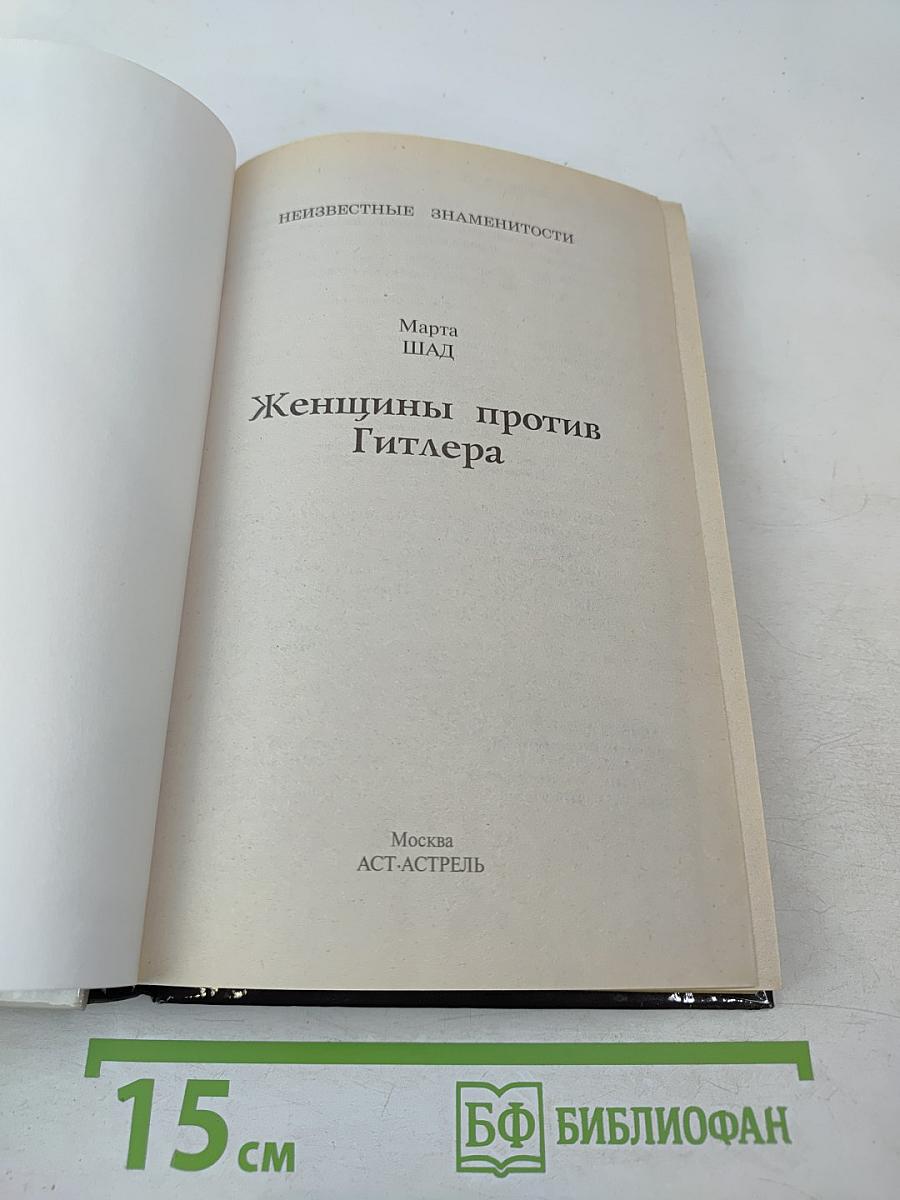 НЕИЗВЕСТНЫЕ ЗНАМЕНИТОСТИ
Марта
ШАД
Женщины против
Гитлера
Москва
АСТ·АСТРЕЛЬ
15 см
БФ БИБЛИОФАН